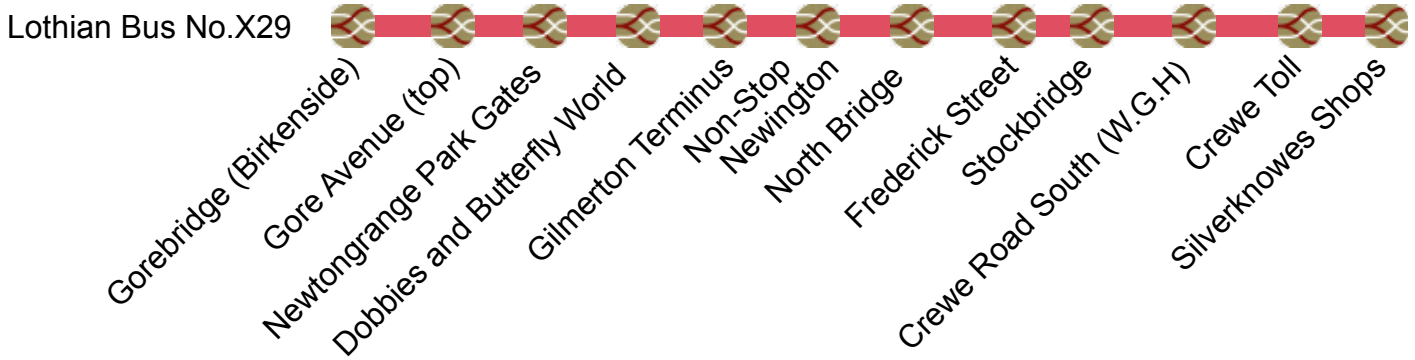 Lothian Bus No.X29
Gorebridge (Birkenside)
Gore Avenue (top)
Newtongrange Park Gates
Dobbies and Butterfly World
Gilmerton Terminus
Non-Stop
Newington
North Bridge
Frederick Street
Stockbridge
Crewe Road South (W.G.H)
Crewe Toll
Silverknowes Shops